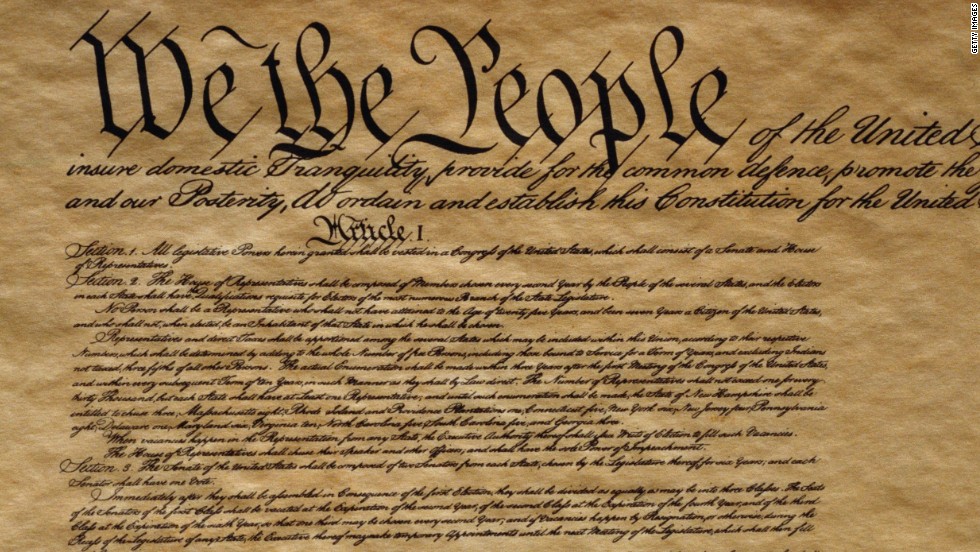 GETTY IMAGES
We the People of the United
insure domestic Tranquility, provide for the common defence, promote the
and our Posterity, do ordain and establish this Constitution for the United
Article. I.
Section. 1. All legislative Powers herein granted shall be vested in a Congress of the United States, which shall consist of a Senate and House
of Representatives.
Section. 2. The House of Representatives shall be composed of Members chosen every second Year by the People of the several States, and the Electors
in each State shall have the Qualifications requisite for Electors of the most numerous Branch of the State Legislature.
No Person shall be a Representative who shall not have attained to the Age of twenty five Years, and been seven Years a Citizen of the United States,
and who shall not, when elected, be an Inhabitant of that State in which he shall be chosen.
Representatives and direct Taxes shall be apportioned among the several States which may be included within this Union, according to their respective
Numbers, which shall be determined by adding to the whole Number of free Persons, including those bound to Service for a Term of Years, and excluding Indians
not taxed, three fifths of all other Persons. The actual Enumeration shall be made within three Years after the first Meeting of the Congress of the United States,
and within every subsequent Term of ten Years, in such Manner as they shall by Law direct. The Number of Representatives shall not exceed one for every
thirty Thousand, but each State shall have at Least one Representative; and until such enumeration shall be made, the State of New Hampshire shall be
entitled to chuse three, Massachusetts eight, Rhode Island and Providence Plantations one, Connecticut five, New York six, New Jersey four, Pennsylvania
eight, Delaware one, Maryland six, Virginia ten, North Carolina five, South Carolina five, and Georgia three.
When vacancies happen in the Representation from any State, the Executive Authority thereof shall issue Writs of Election to fill such Vacancies.
The House of Representatives shall chuse their Speaker and other Officers; and shall have the sole Power of Impeachment.
Section. 3. The Senate of the United States shall be composed of two Senators from each State, chosen by the Legislature thereof, for six Years; and each
Senator shall have one Vote.
Immediately after they shall be assembled in Consequence of the first Election, they shall be divided as equally as may be into three Classes. The Seats
of the Senators of the first Class shall be vacated at the Expiration of the second Year, of the second Class at the Expiration of the fourth Year, and of the third
Class at the Expiration of the sixth Year, so that one third may be chosen every second Year; and if Vacancies happen by Resignation, or otherwise, during the
Recess of the Legislature of any State, the Executive thereof may make temporary Appointments until the next Meeting of the Legislature, which shall then fill